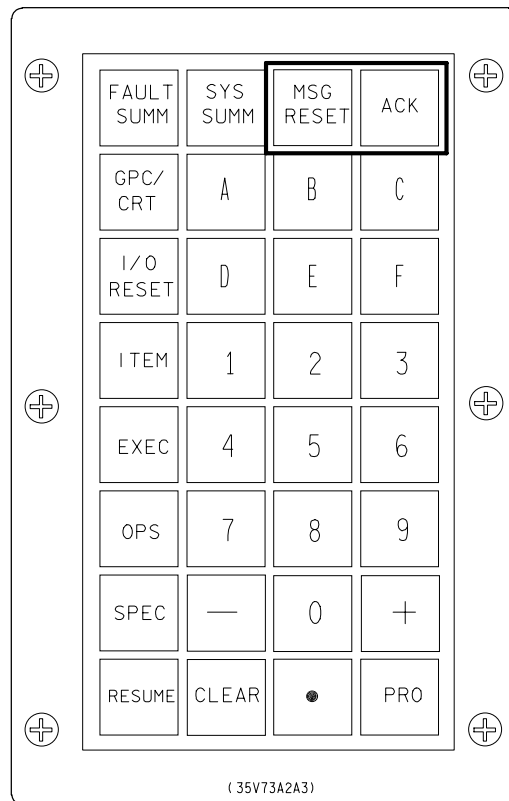 FAULT SUMM
SYS SUMM
MSG RESET
ACK
GPC/ CRT
A
B
C
I/O RESET
D
E
F
ITEM
1
2
3
EXEC
4
5
6
OPS
7
8
9
SPEC
—
0
+
RESUME
CLEAR
●
PRO
(35V73A2A3)